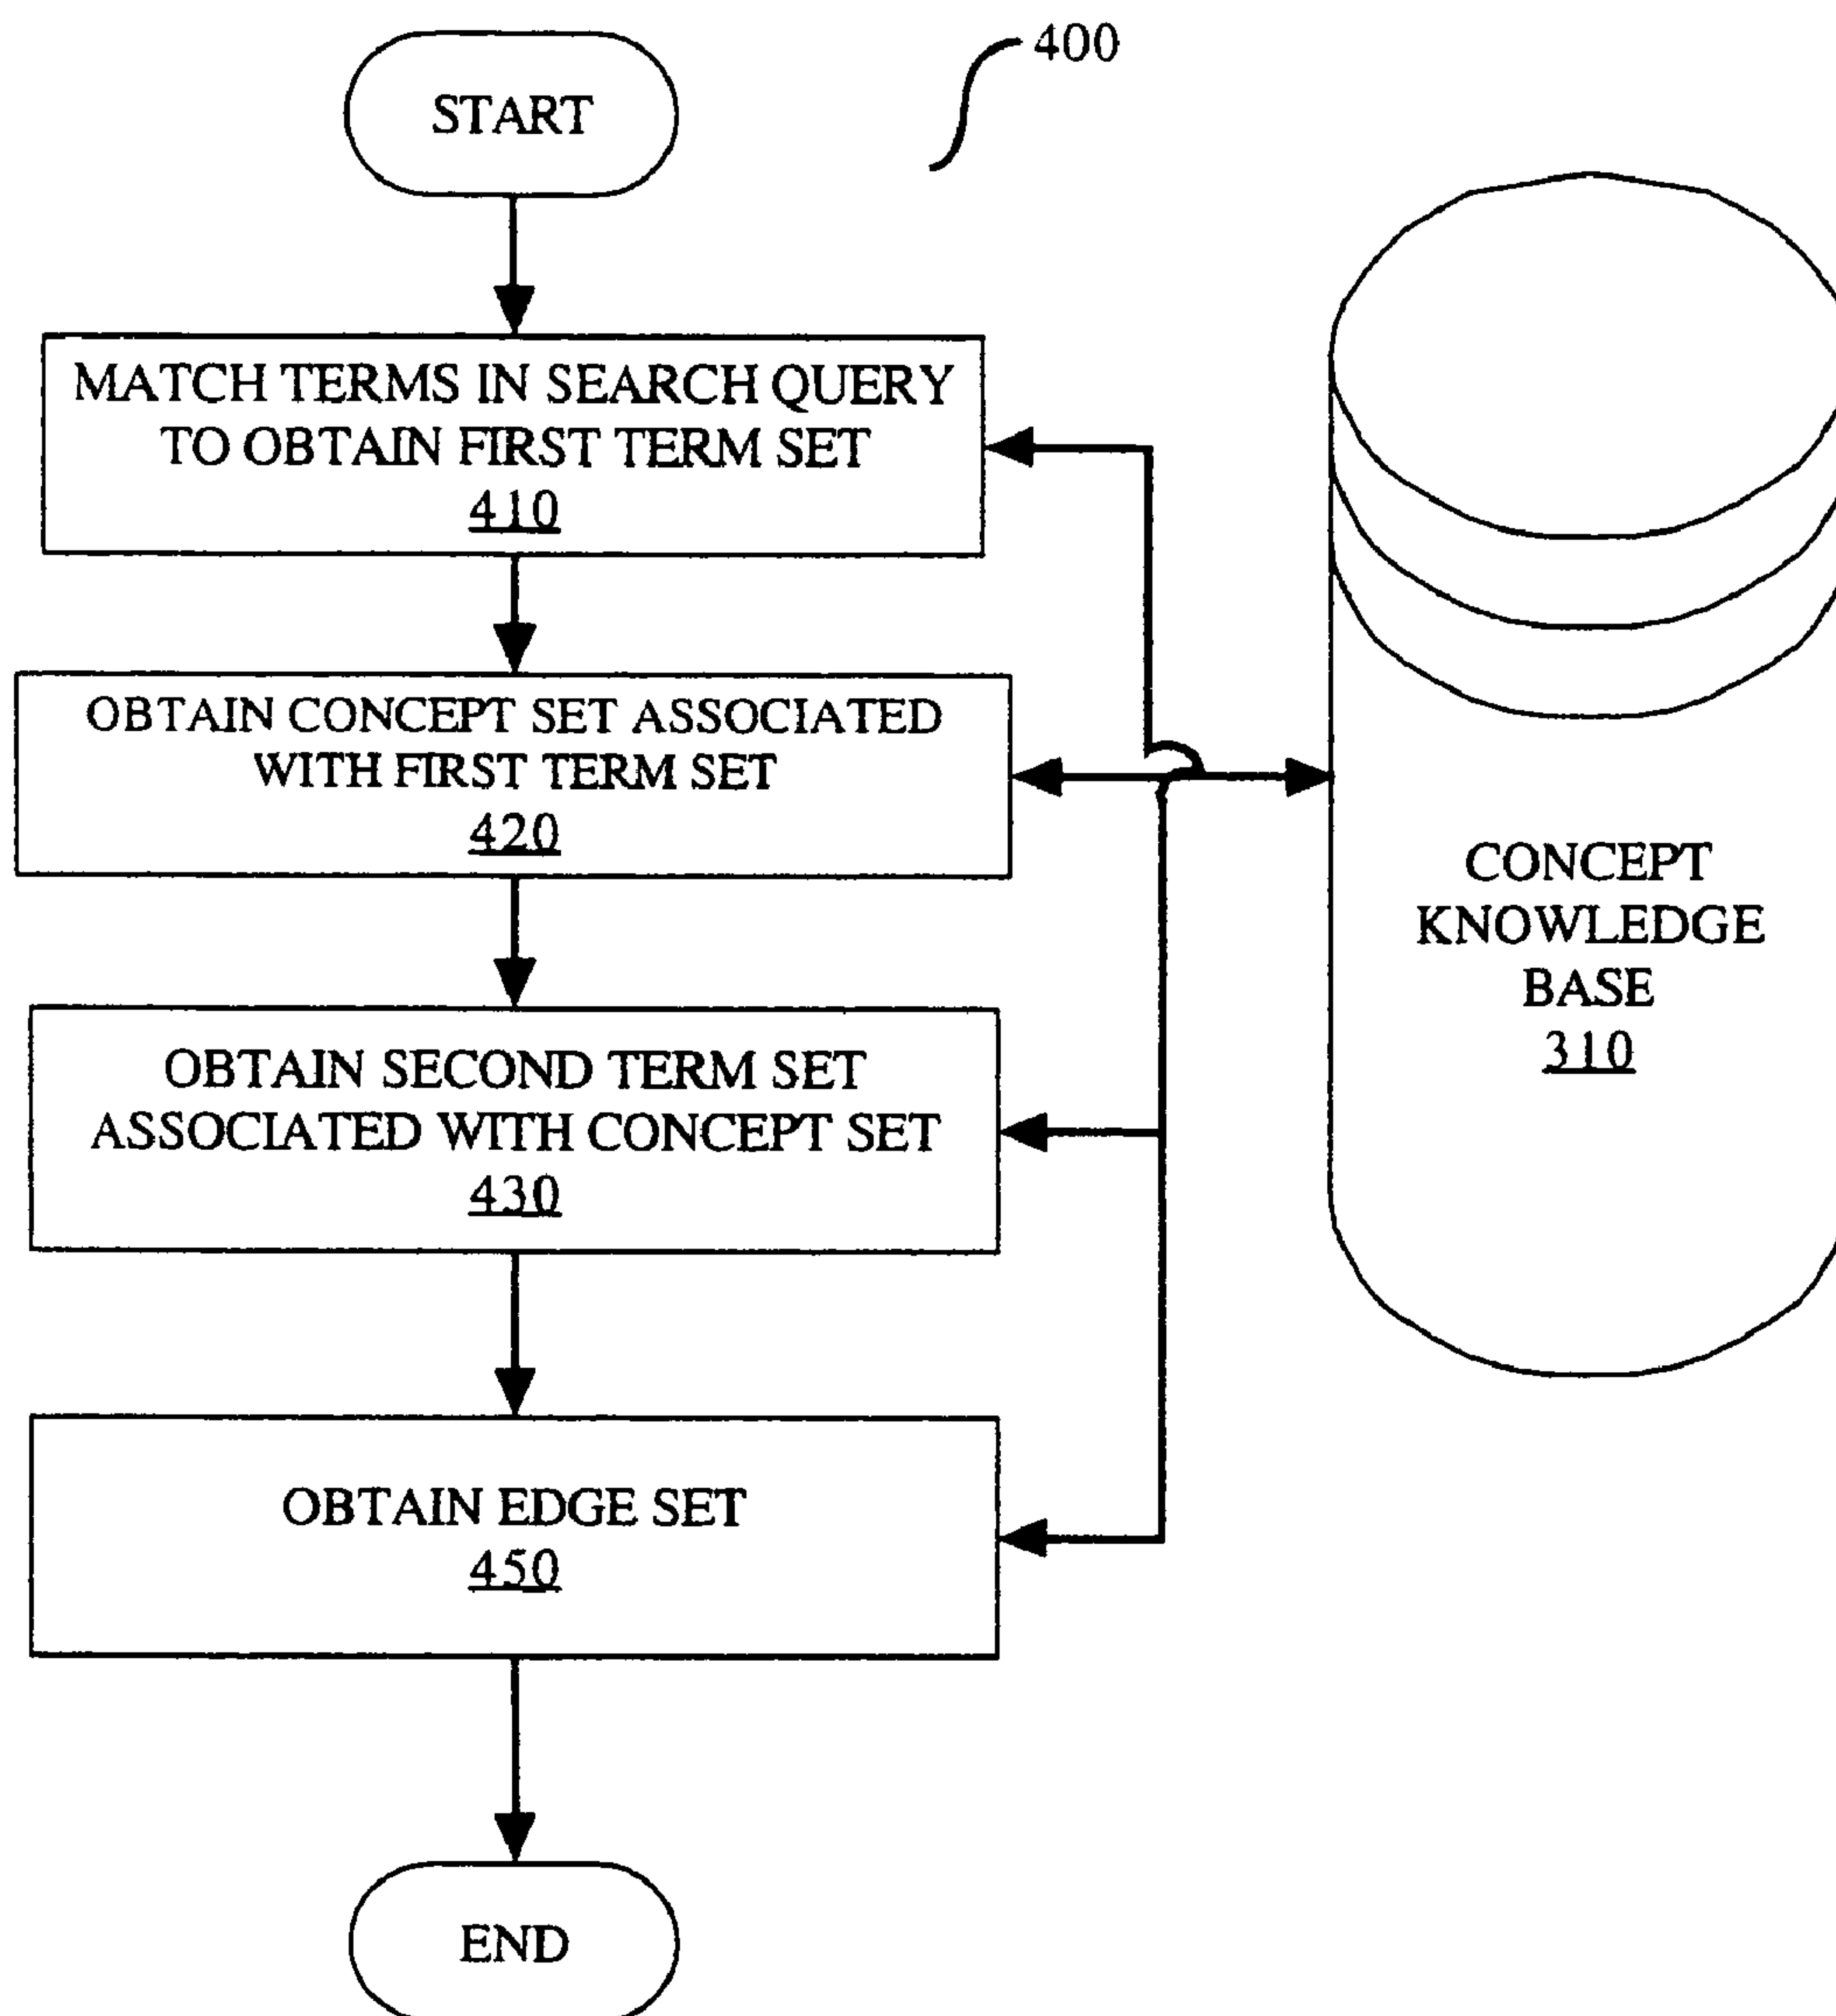 400
START
MATCH TERMS IN SEARCH QUERY
TO OBTAIN FIRST TERM SET
410
OBTAIN CONCEPT SET ASSOCIATED
WITH FIRST TERM SET
420
OBTAIN SECOND TERM SET
ASSOCIATED WITH CONCEPT SET
430
OBTAIN EDGE SET
450
END
CONCEPT
KNOWLEDGE
BASE
310